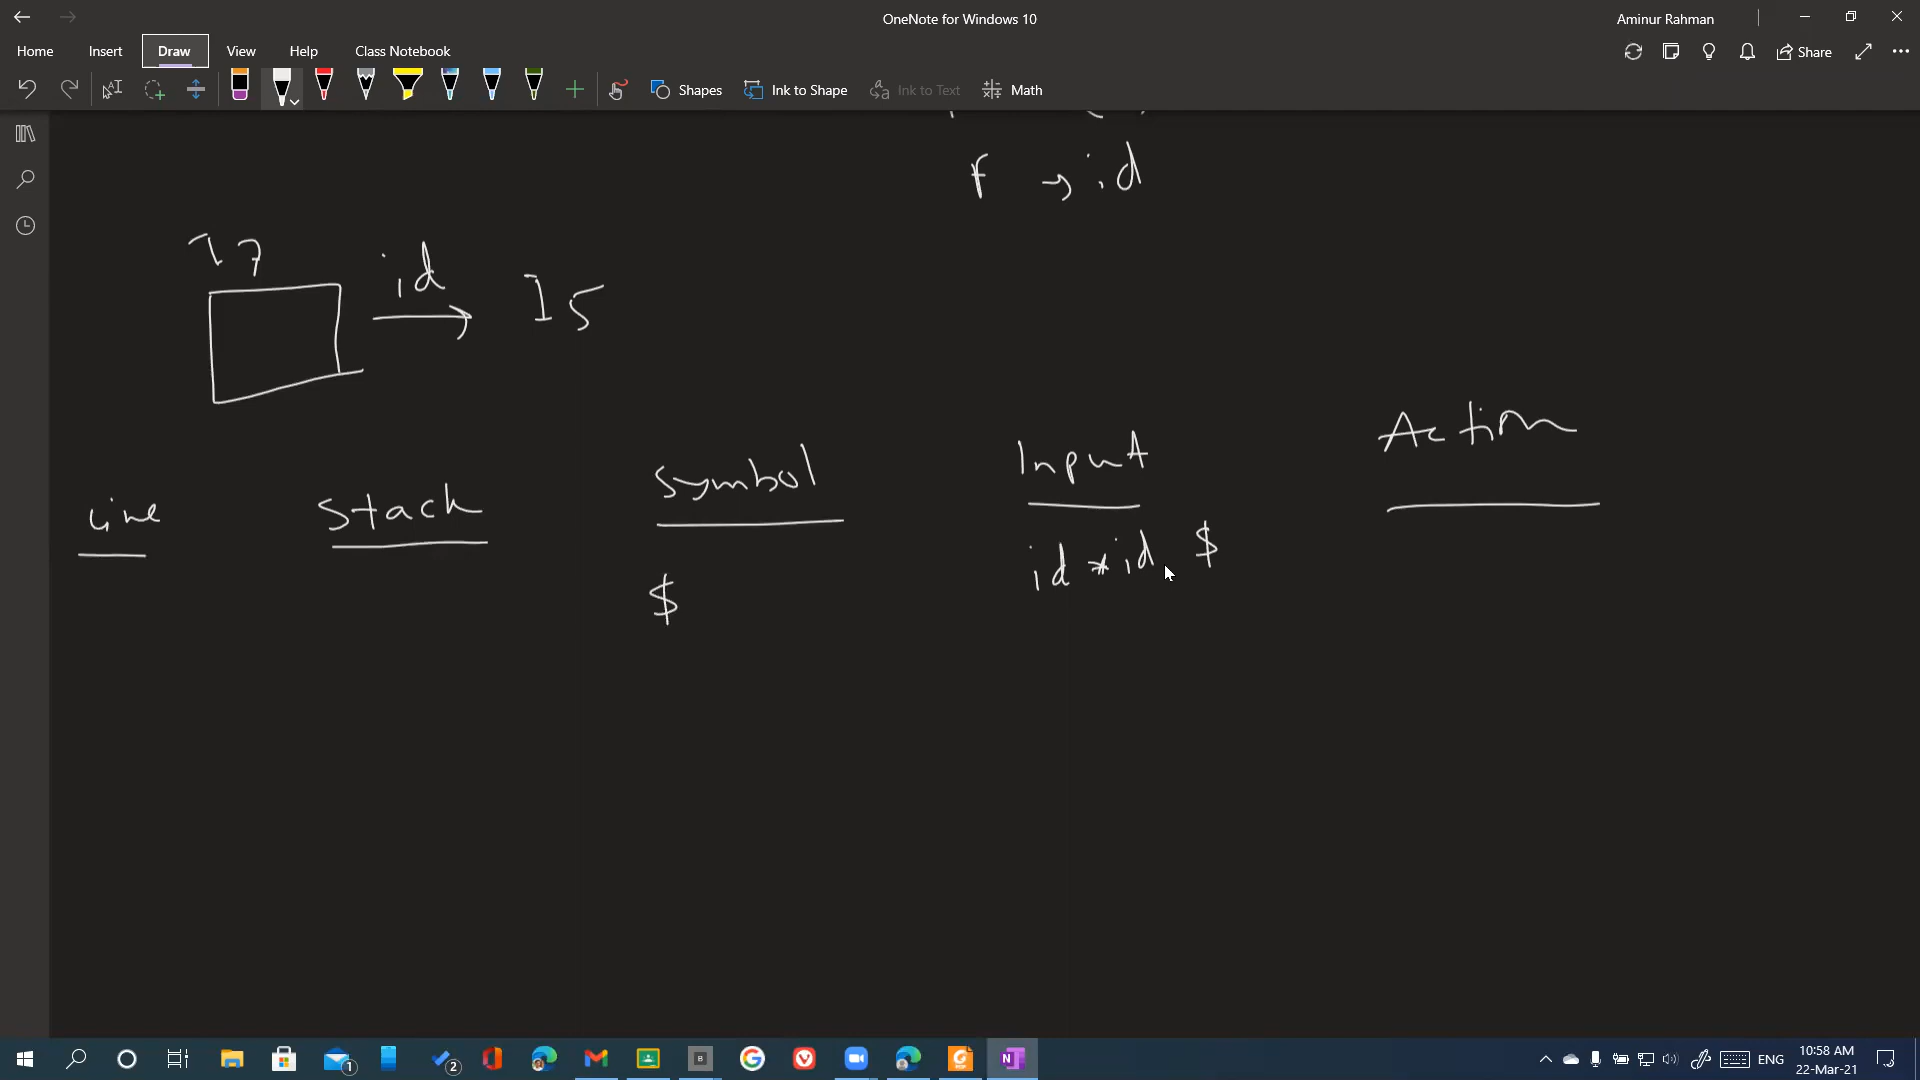 OneNote for Windows 10
Aminur Rahman
Home Insert Draw View Help Class Notebook
Share
Shapes Ink to Shape Ink to Text Math
f → id
I7
id → I5
Line Stack Symbol Input Action
$ id * id $
1 2 B N ENG
10:58 AM
22-Mar-21